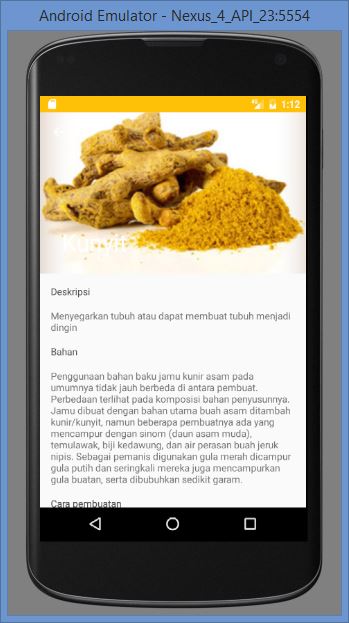 Android Emulator - Nexus_4_API_23:5554
4G 1:12
Kunyit
Deskripsi
Menyegarkan tubuh atau dapat membuat tubuh menjadi
dingin
Bahan
Penggunaan bahan baku jamu kunir asam pada
umumnya tidak jauh berbeda di antara pembuat.
Perbedaan terlihat pada komposisi bahan penyusunnya.
Jamu dibuat dengan bahan utama buah asam ditambah
kunir/kunyit, namun beberapa pembuatnya ada yang
mencampur dengan sinom (daun asam muda),
temulawak, biji kedawung, dan air perasan buah jeruk
nipis. Sebagai pemanis digunakan gula merah dicampur
gula putih dan seringkali mereka juga mencampurkan
gula buatan, serta dibubuhkan sedikit garam.
Cara pembuatan